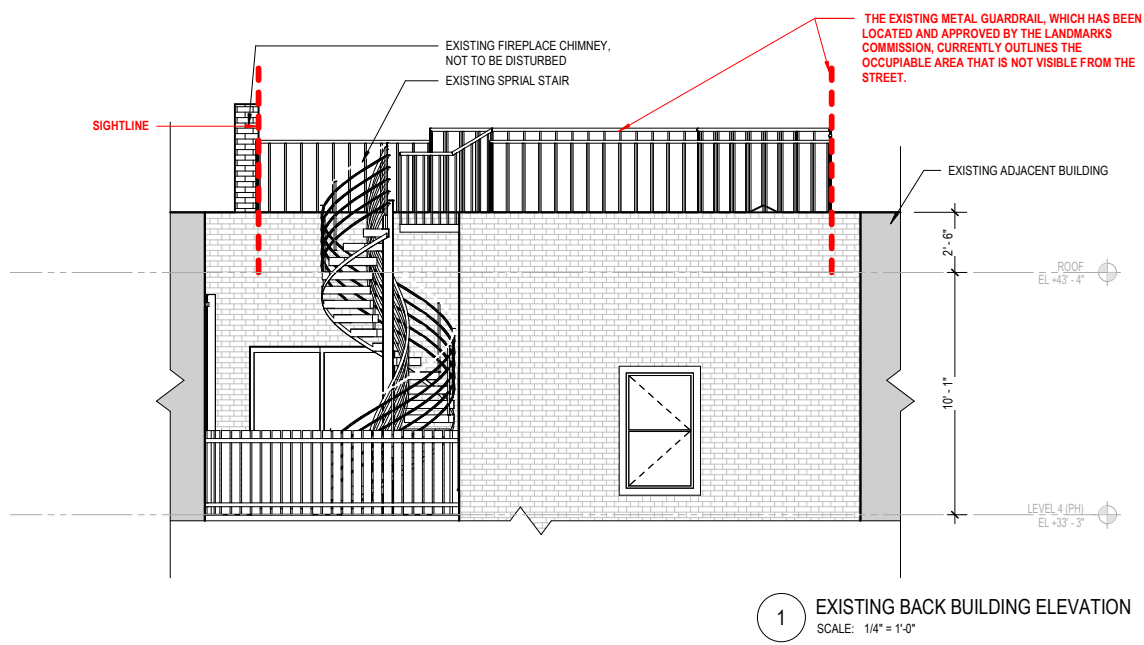 THE EXISTING METAL GUARDRAIL, WHICH HAS BEEN
LOCATED AND APPROVED BY THE LANDMARKS
COMMISSION, CURRENTLY OUTLINES THE
OCCUPIABLE AREA THAT IS NOT VISIBLE FROM THE
STREET.
EXISTING FIREPLACE CHIMNEY,
NOT TO BE DISTURBED
EXISTING SPRIAL STAIR
SIGHTLINE
EXISTING ADJACENT BUILDING
2' - 6"
ROOF
EL +43' - 4"
10' - 1"
LEVEL 4 (PH)
EL +33' - 3"
1
EXISTING BACK BUILDING ELEVATION
SCALE: 1/4" = 1'-0"